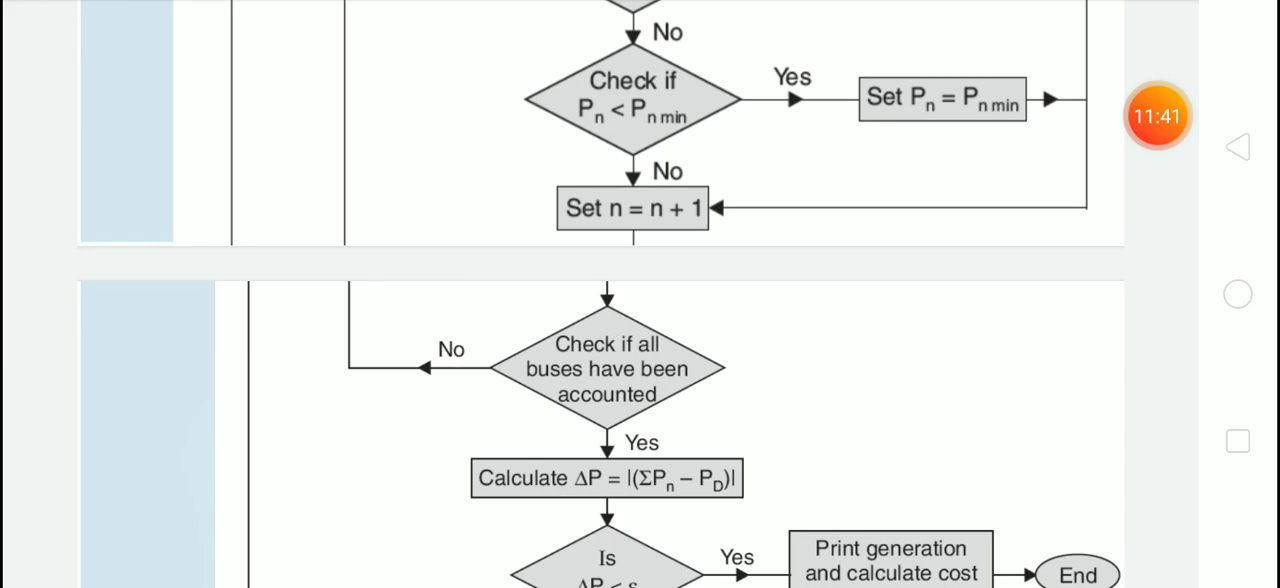 No
Check if
Pₙ < Pₙ ₘᵢₙ
Yes
Set Pₙ = Pₙ ₘᵢₙ
11:41
No
Set n = n + 1
Check if all
buses have been
accounted
No
Yes
Calculate ΔP = |(ΣPₙ – P_D)|
Is
Yes
Print generation
and calculate cost
End